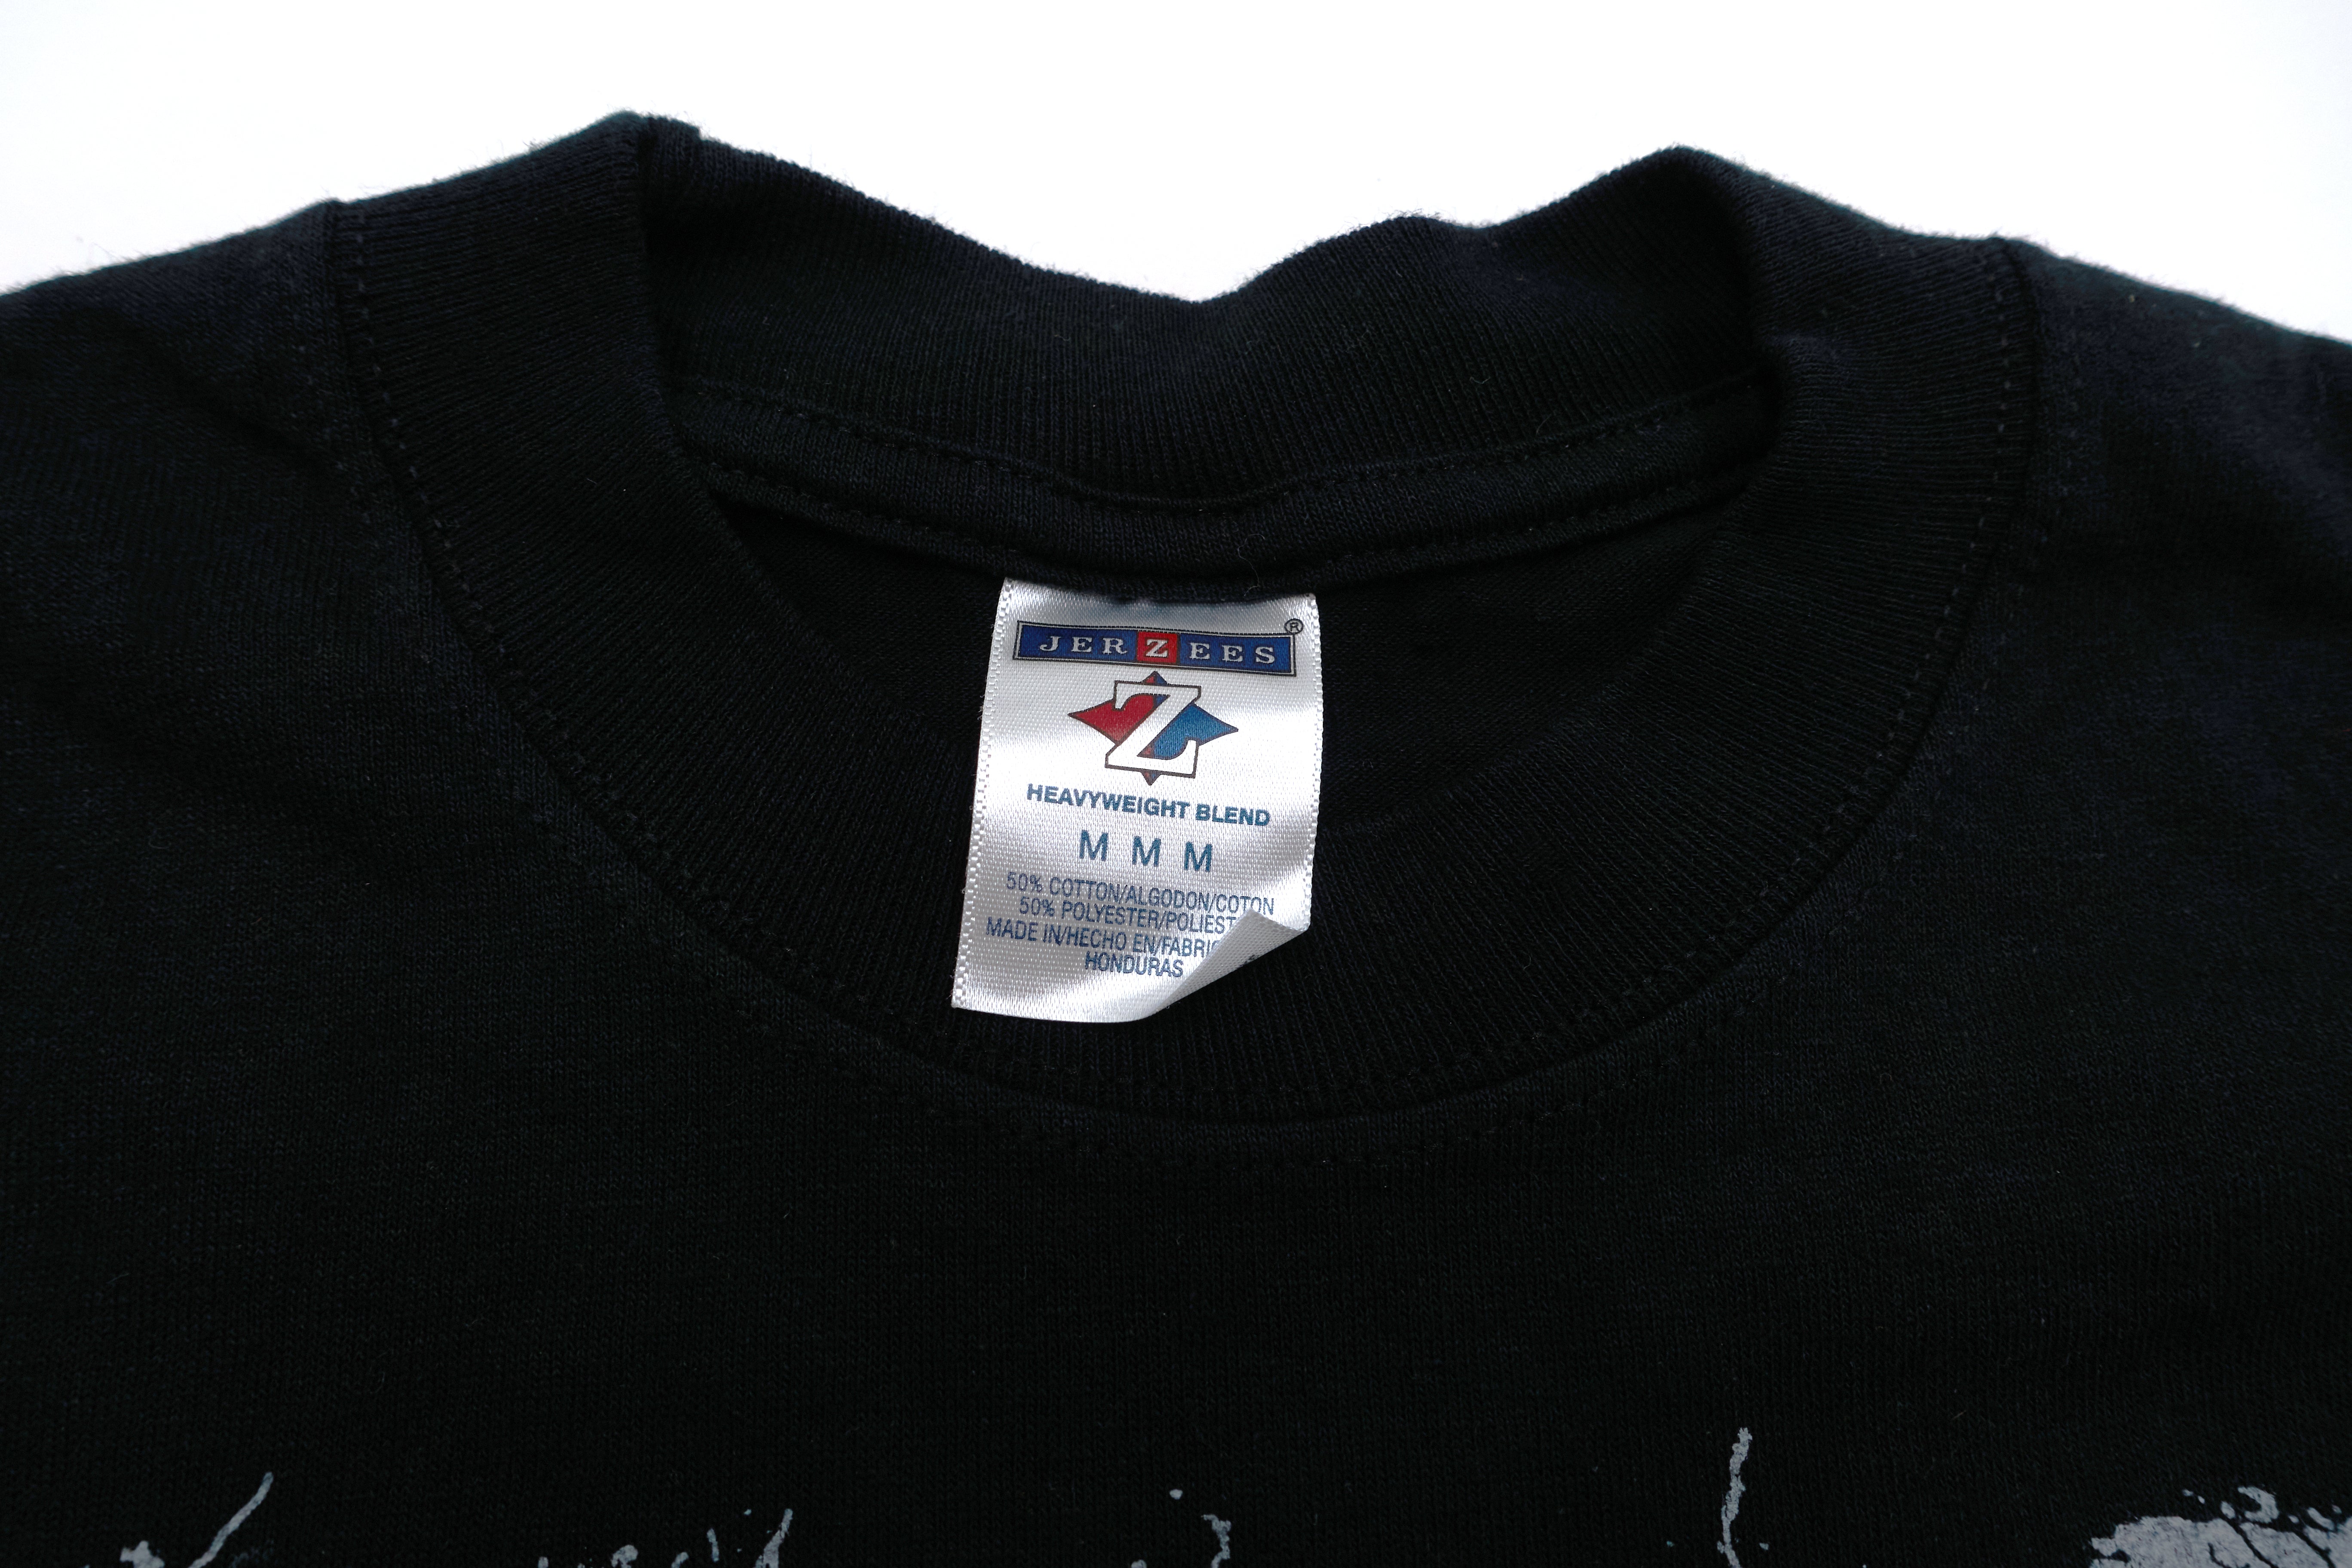 JERZEES®
Z
HEAVYWEIGHT BLEND
M M M
50% COTTON/ALGODON/COTON
50% POLYESTER/POLIEST
MADE IN/HECHO EN/FABRIC
HONDURAS